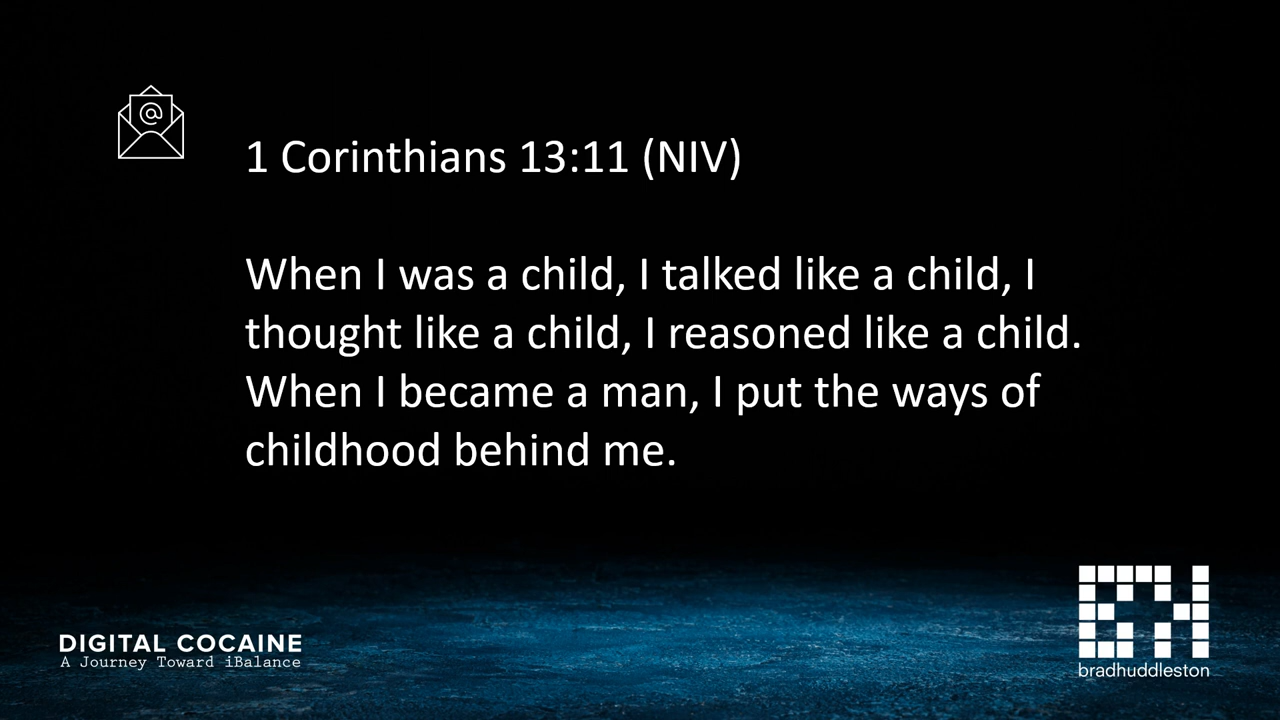 @
1 Corinthians 13:11 (NIV)
When I was a child, I talked like a child, I
thought like a child, I reasoned like a child.
When I became a man, I put the ways of
childhood behind me.
DIGITAL COCAINE
A Journey Toward iBalance
bradhuddleston